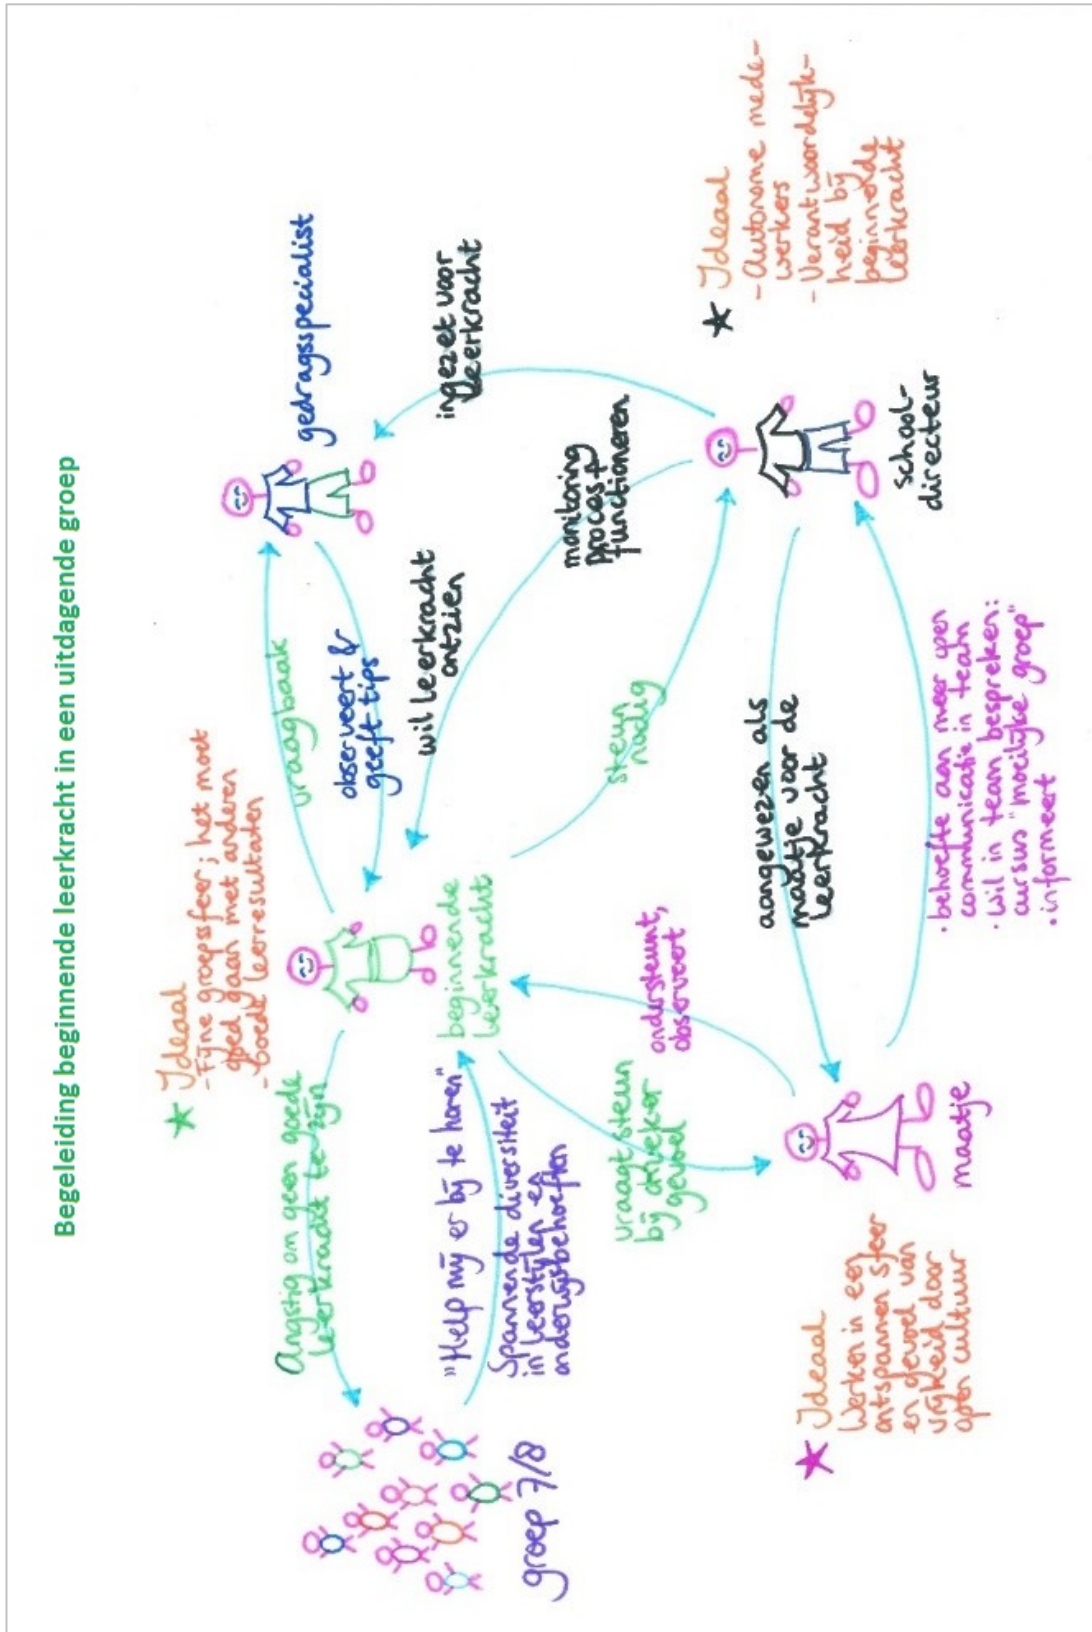 Begeleiding beginnende leerkracht in een uitdagende groep
★ Ideaal
- Fijne groepssfeer; het moet
goed gaan met anderen
- Goede leerresultaten
Angstig om geen goede
leerkracht te zijn
vraagbaak
gedragsspecialist
observeert &
geeft tips
ingezet voor
leerkracht
wil leerkracht
ontzien
monitoring
proces +
functioneren
"Help mij er bij te horen"
Spannende diversiteit
in leerstijlen en
onderwijsbehoeften
groep 7/8
beginnende
leerkracht
steun
nodig
vraagt steun
bij onzeker
gevoel
ondersteunt,
observeert
★ Ideaal
- Autonome mede-
werkers
- Verantwoordelijk-
heid bij
beginnende
leerkracht
aangewezen als
maatje voor de
leerkracht
school-
directeur
★ Ideaal
Werken in een
ontspannen sfeer
en gevoel van
vrijheid door
open cultuur
maatje
· behoefte aan meer open
communicatie in team
· wil in team bespreken:
cursus "moeilijke groep"
· informeert